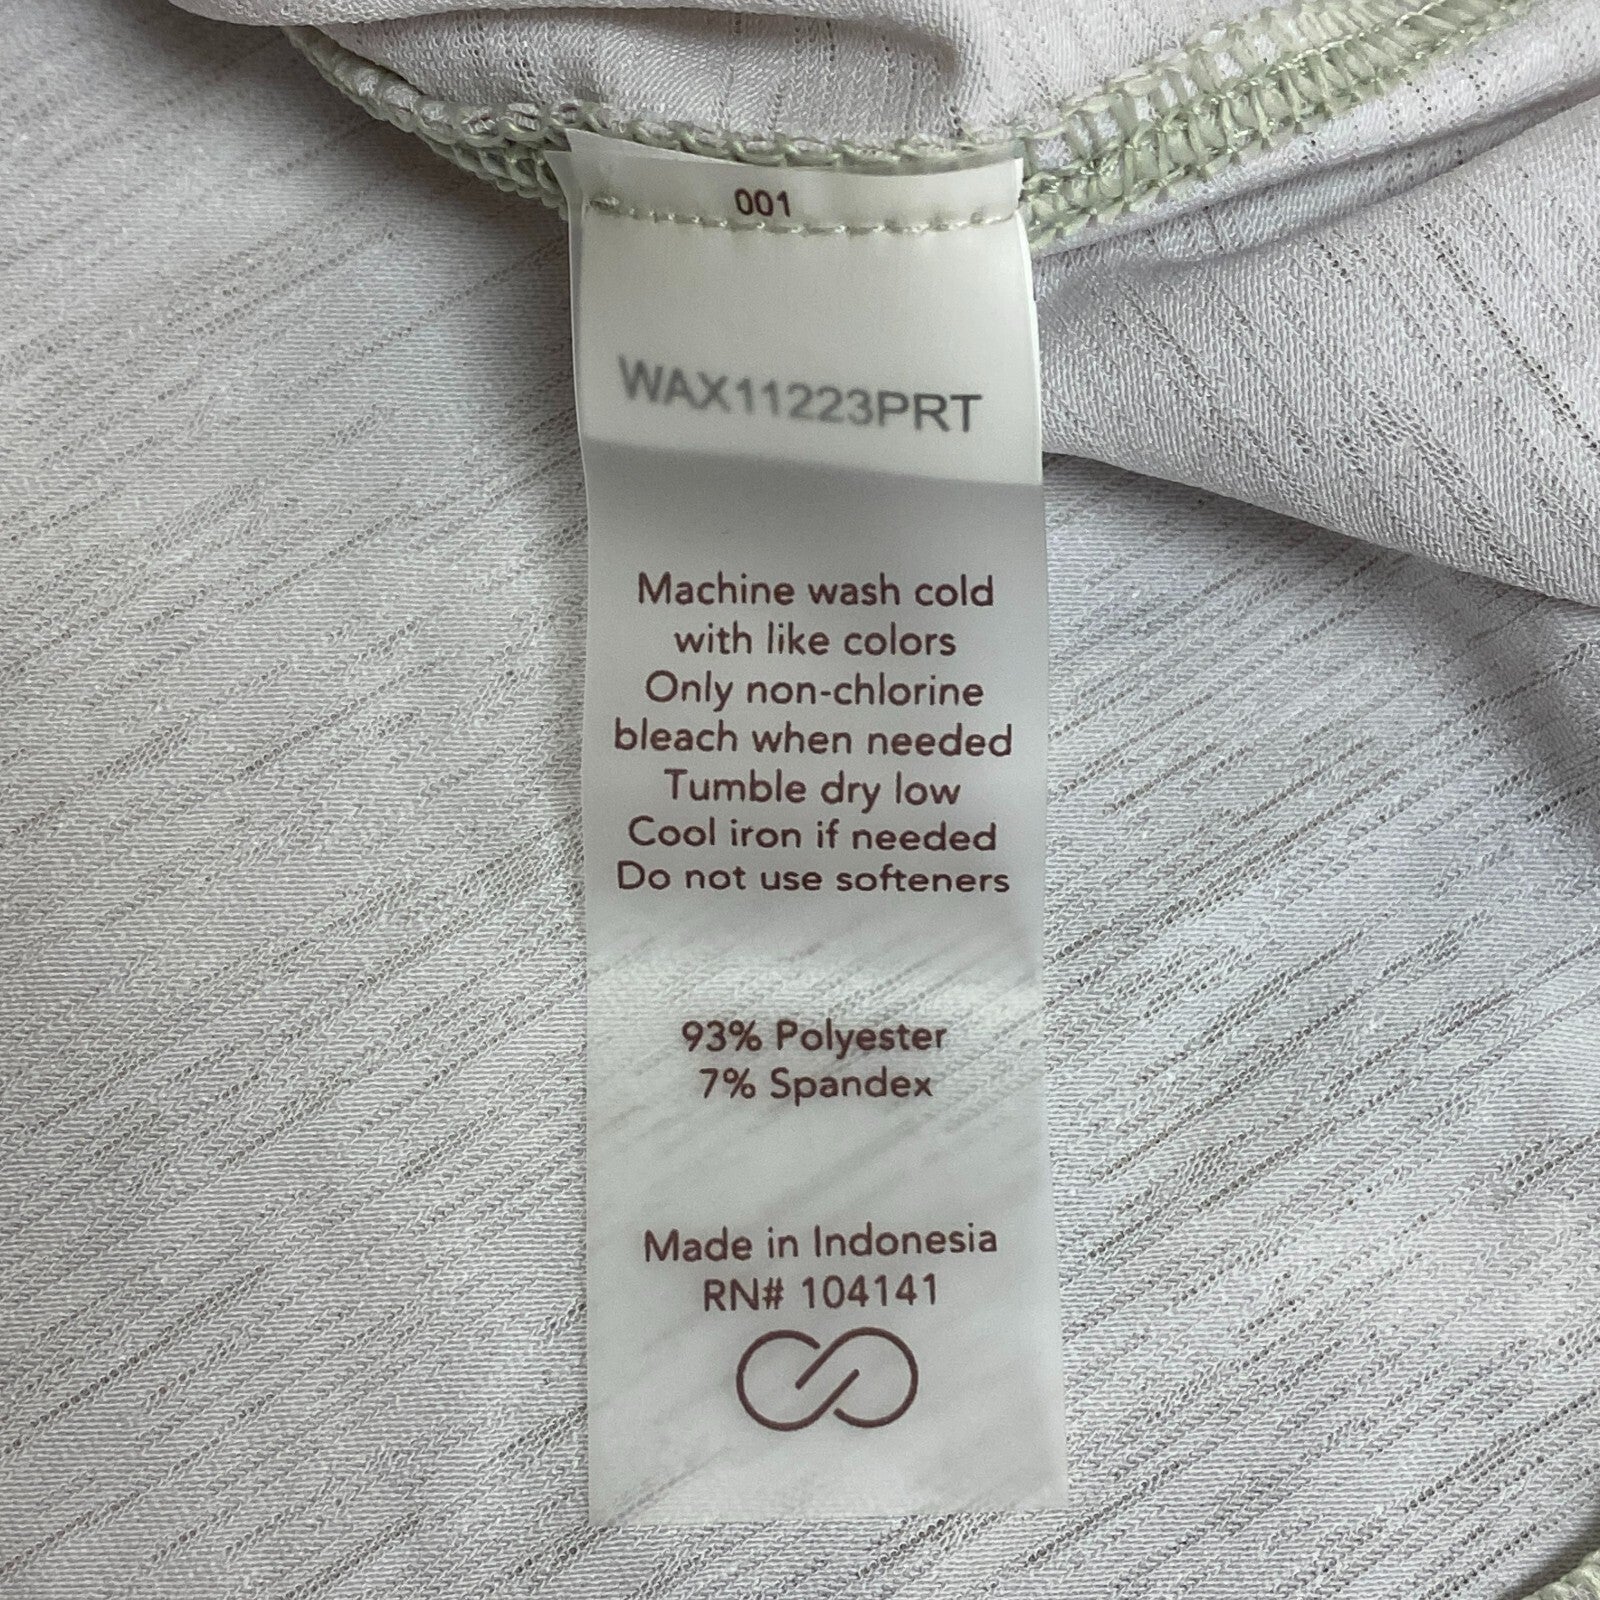 001
WAX11223PRT
Machine wash cold
with like colors
Only non-chlorine
bleach when needed
Tumble dry low
Cool iron if needed
Do not use softeners
93% Polyester
7% Spandex
Made in Indonesia
RN# 104141